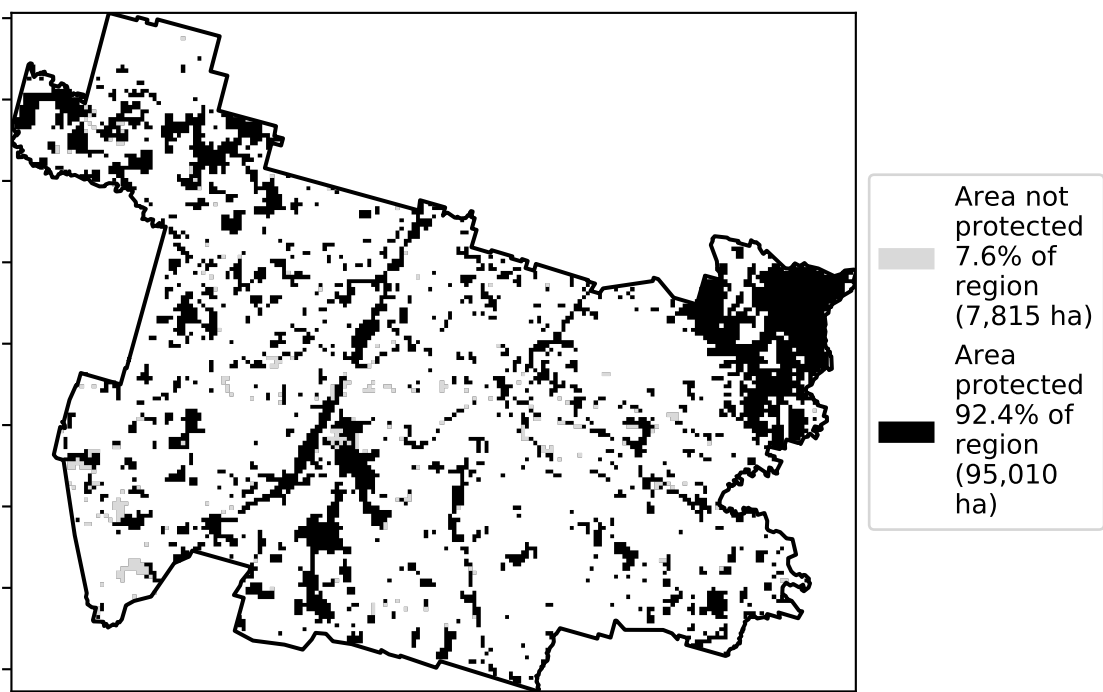 Area not
protected
7.6% of
region
(7,815 ha)
Area
protected
92.4% of
region
(95,010
ha)